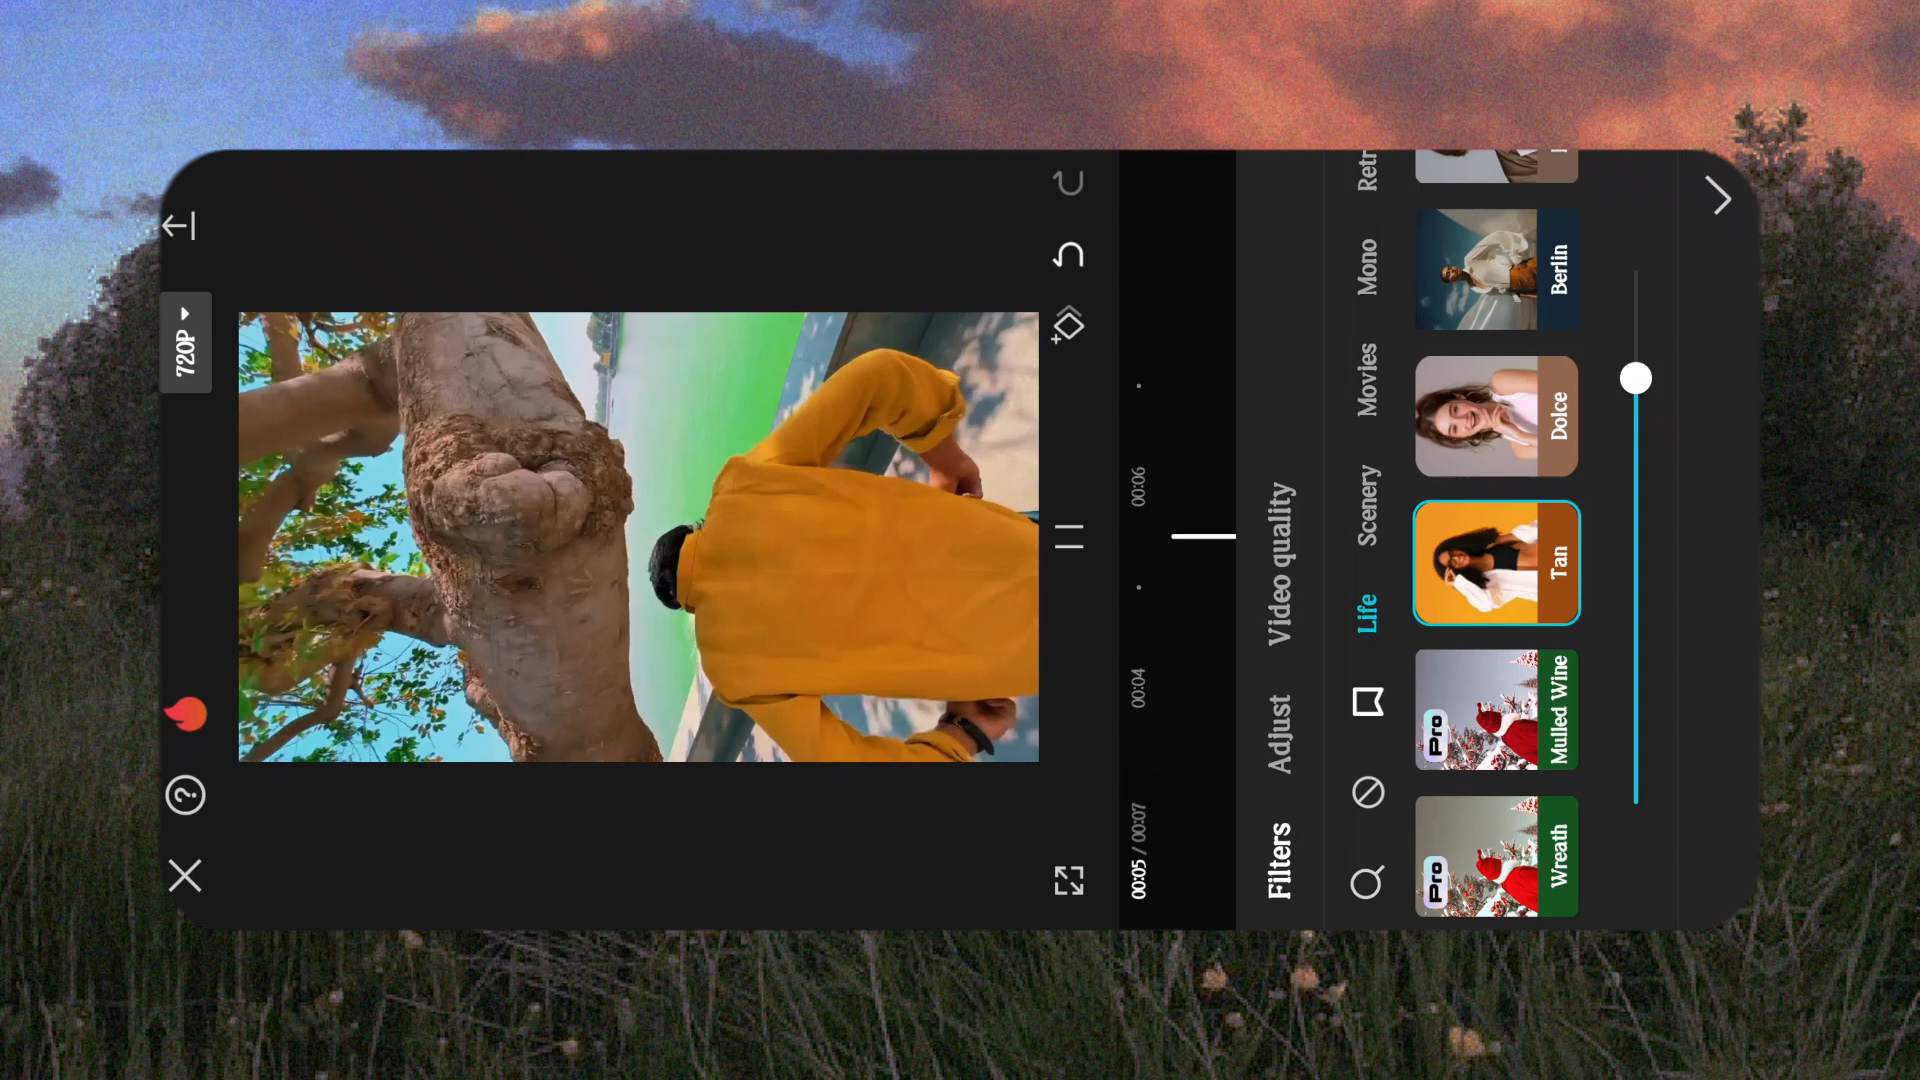 720P
00:05 / 00:07
00:04
00:06
Filters
Adjust
Video quality
Life
Scenery
Movies
Mono
Retr
Pro
Wreath
Pro
Mulled Wine
Tan
Dolce
Berlin